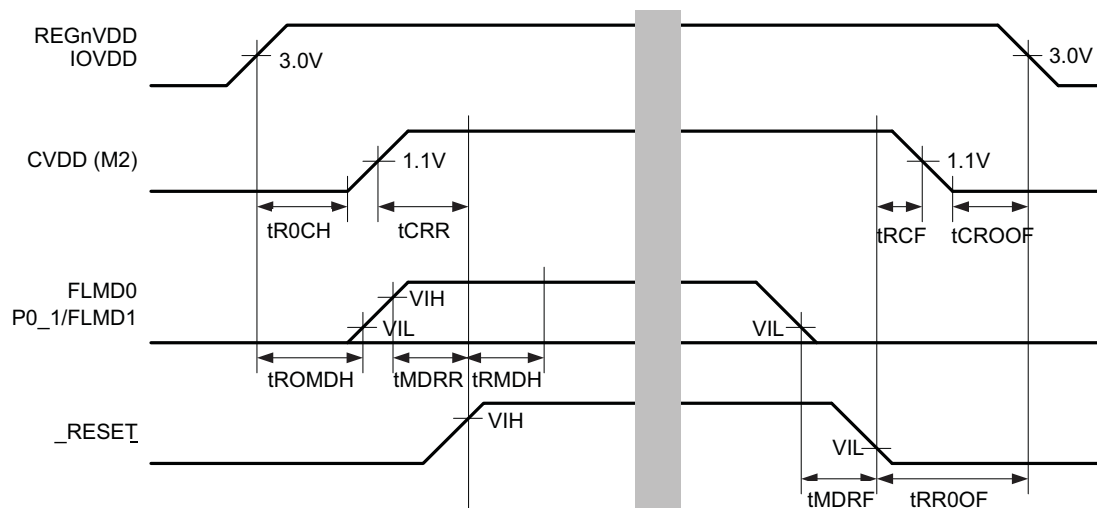 REGnVDD
IOVDD
3.0V
3.0V
CVDD (M2)
1.1V
1.1V
tR0CH
tCRR
tRCF
tCROOF
FLMD0
P0_1/FLMD1
VIH
VIL
VIL
tROMDH
tMDRR
tRMDH
_RESET
VIH
VIL
tMDRF
tRR0OF